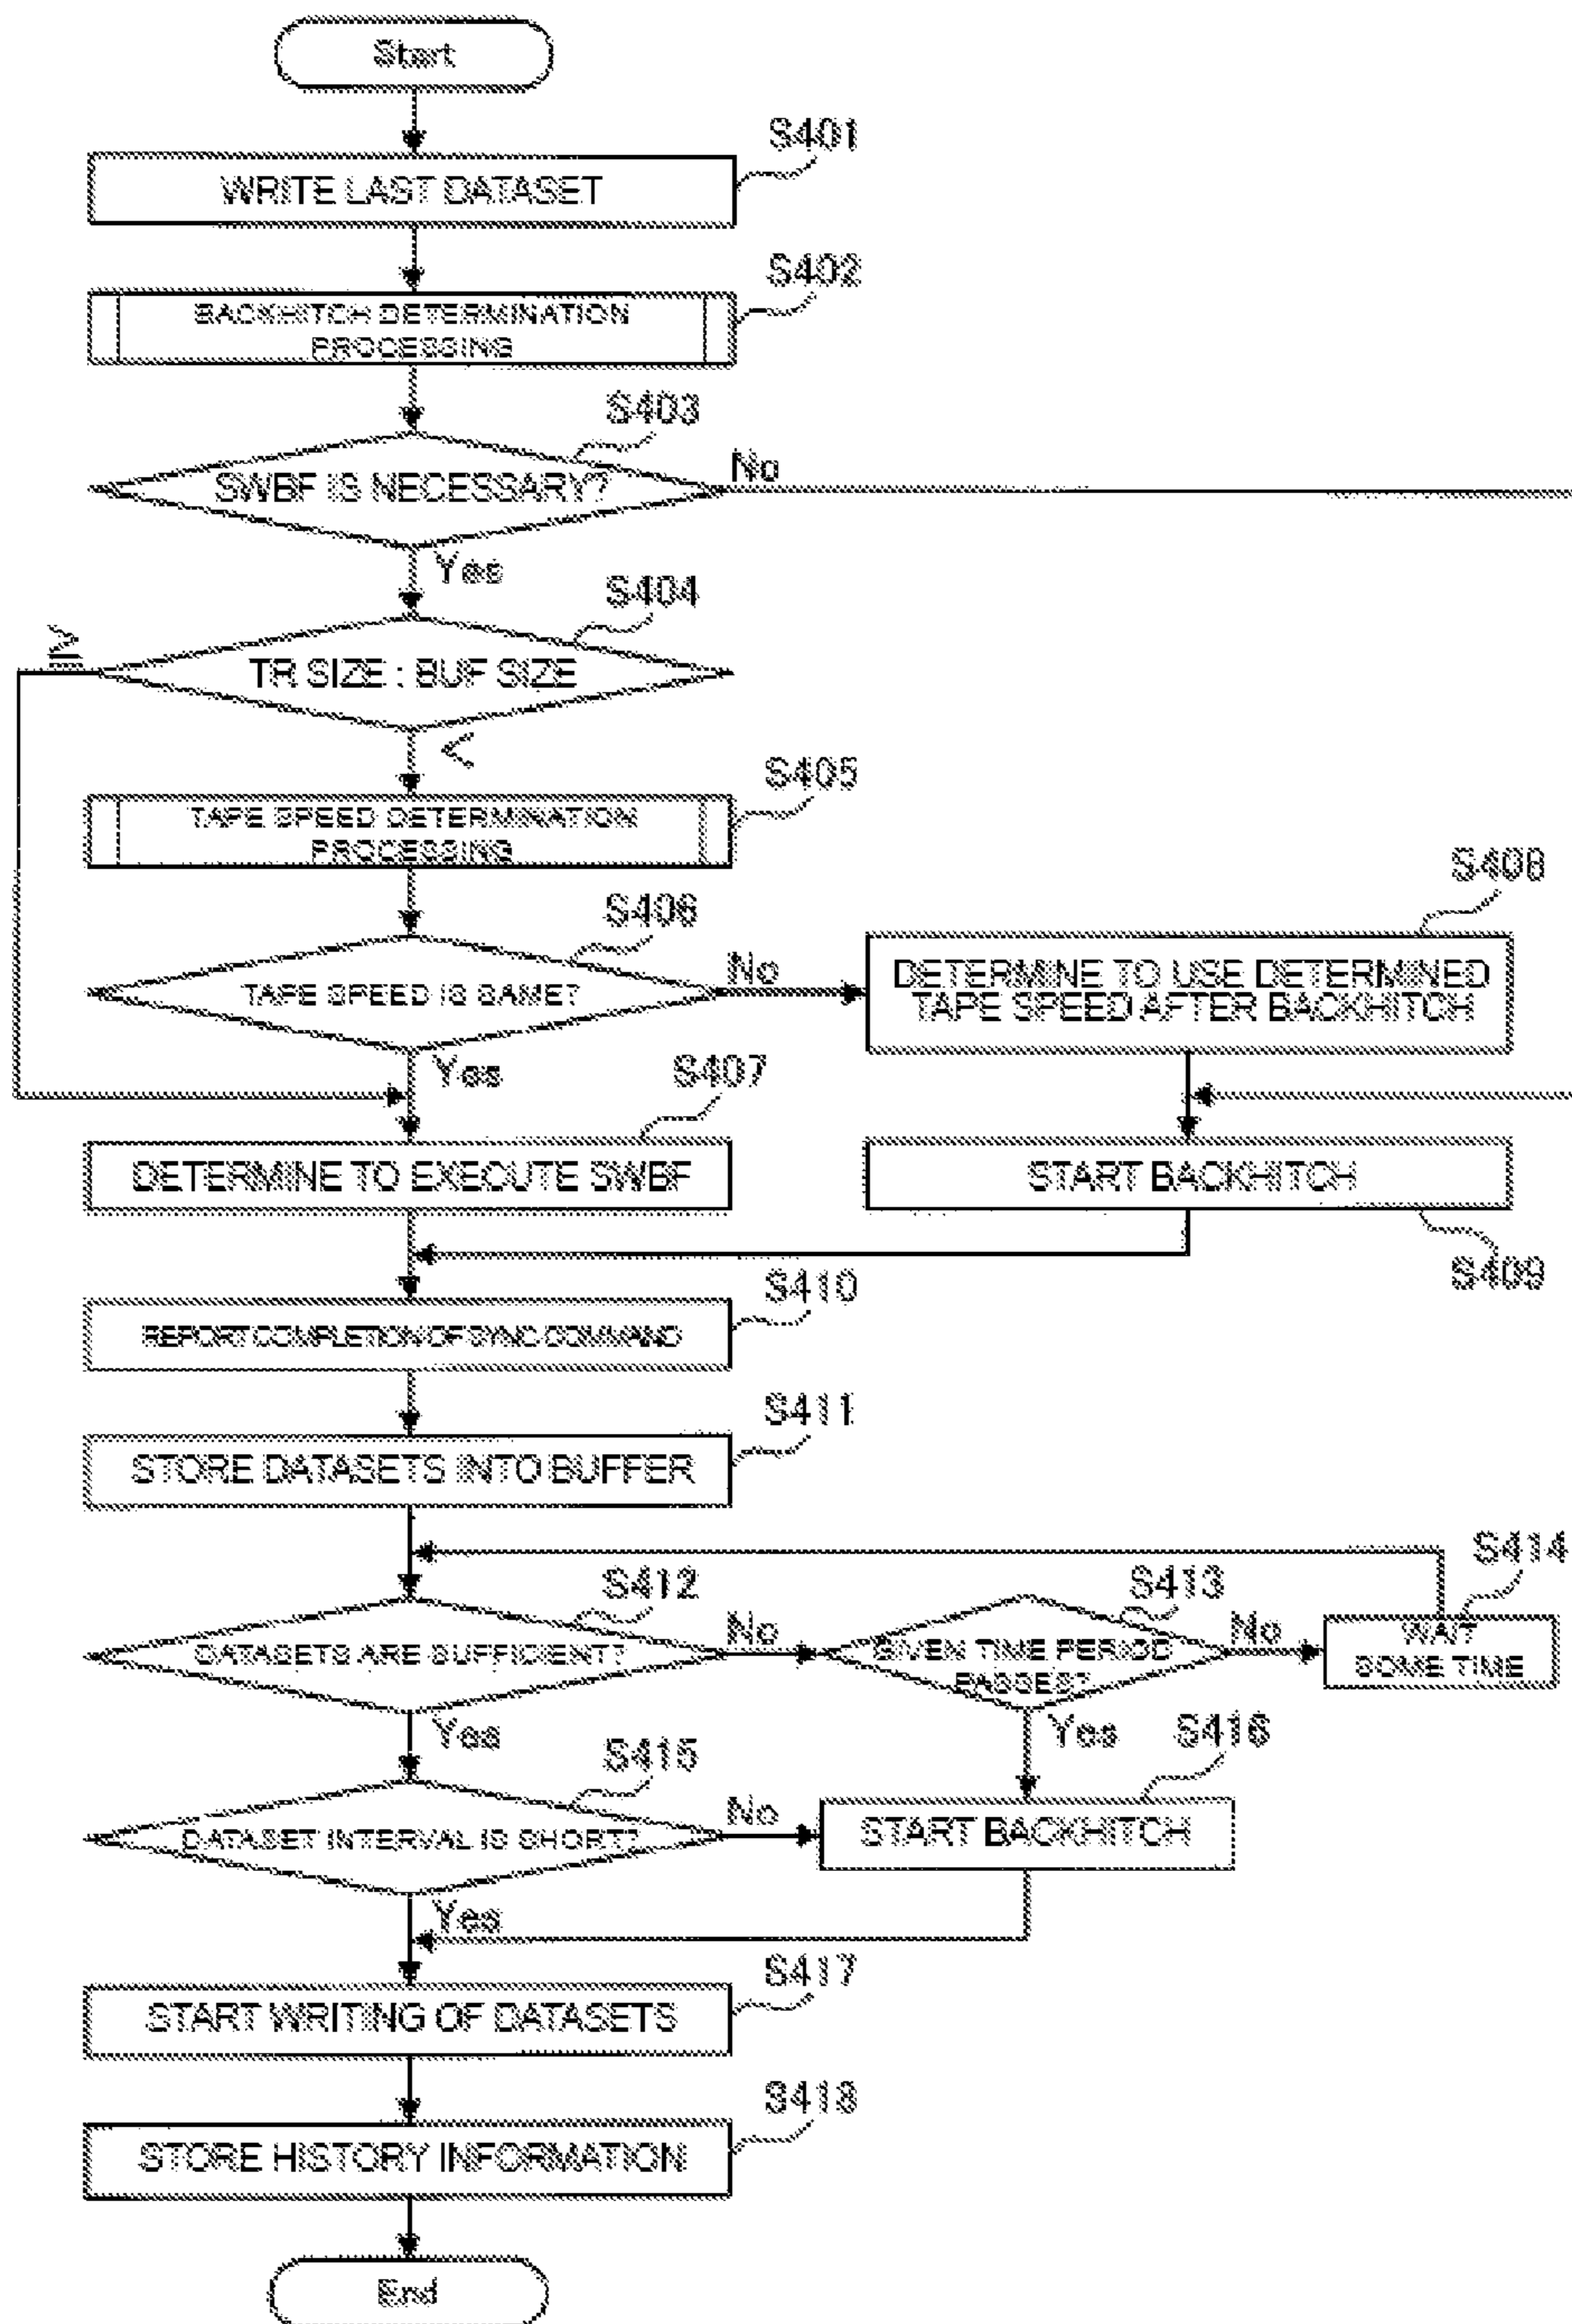 Start
S401
WRITE LAST DATASET
S402
BACKHITCH DETERMINATION
PROCESSING
S403
SWBF IS NECESSARY?
No
Yes
S404
≧
TR SIZE : BUF SIZE
<
S405
TAPE SPEED DETERMINATION
PROCESSING
S406
TAPE SPEED IS SAME?
No
Yes
S408
DETERMINE TO USE DETERMINED
TAPE SPEED AFTER BACKHITCH
S407
DETERMINE TO EXECUTE SWBF
START BACKHITCH
S409
S410
REPORT COMPLETION OF SYNC COMMAND
S411
STORE DATASETS INTO BUFFER
S412
DATASETS ARE SUFFICIENT?
No
Yes
S413
GIVEN TIME PERIOD
PASSES?
No
Yes
S414
WAIT
SOME TIME
S415
DATASET INTERVAL IS SHORT?
No
Yes
S416
START BACKHITCH
S417
START WRITING OF DATASETS
S418
STORE HISTORY INFORMATION
End